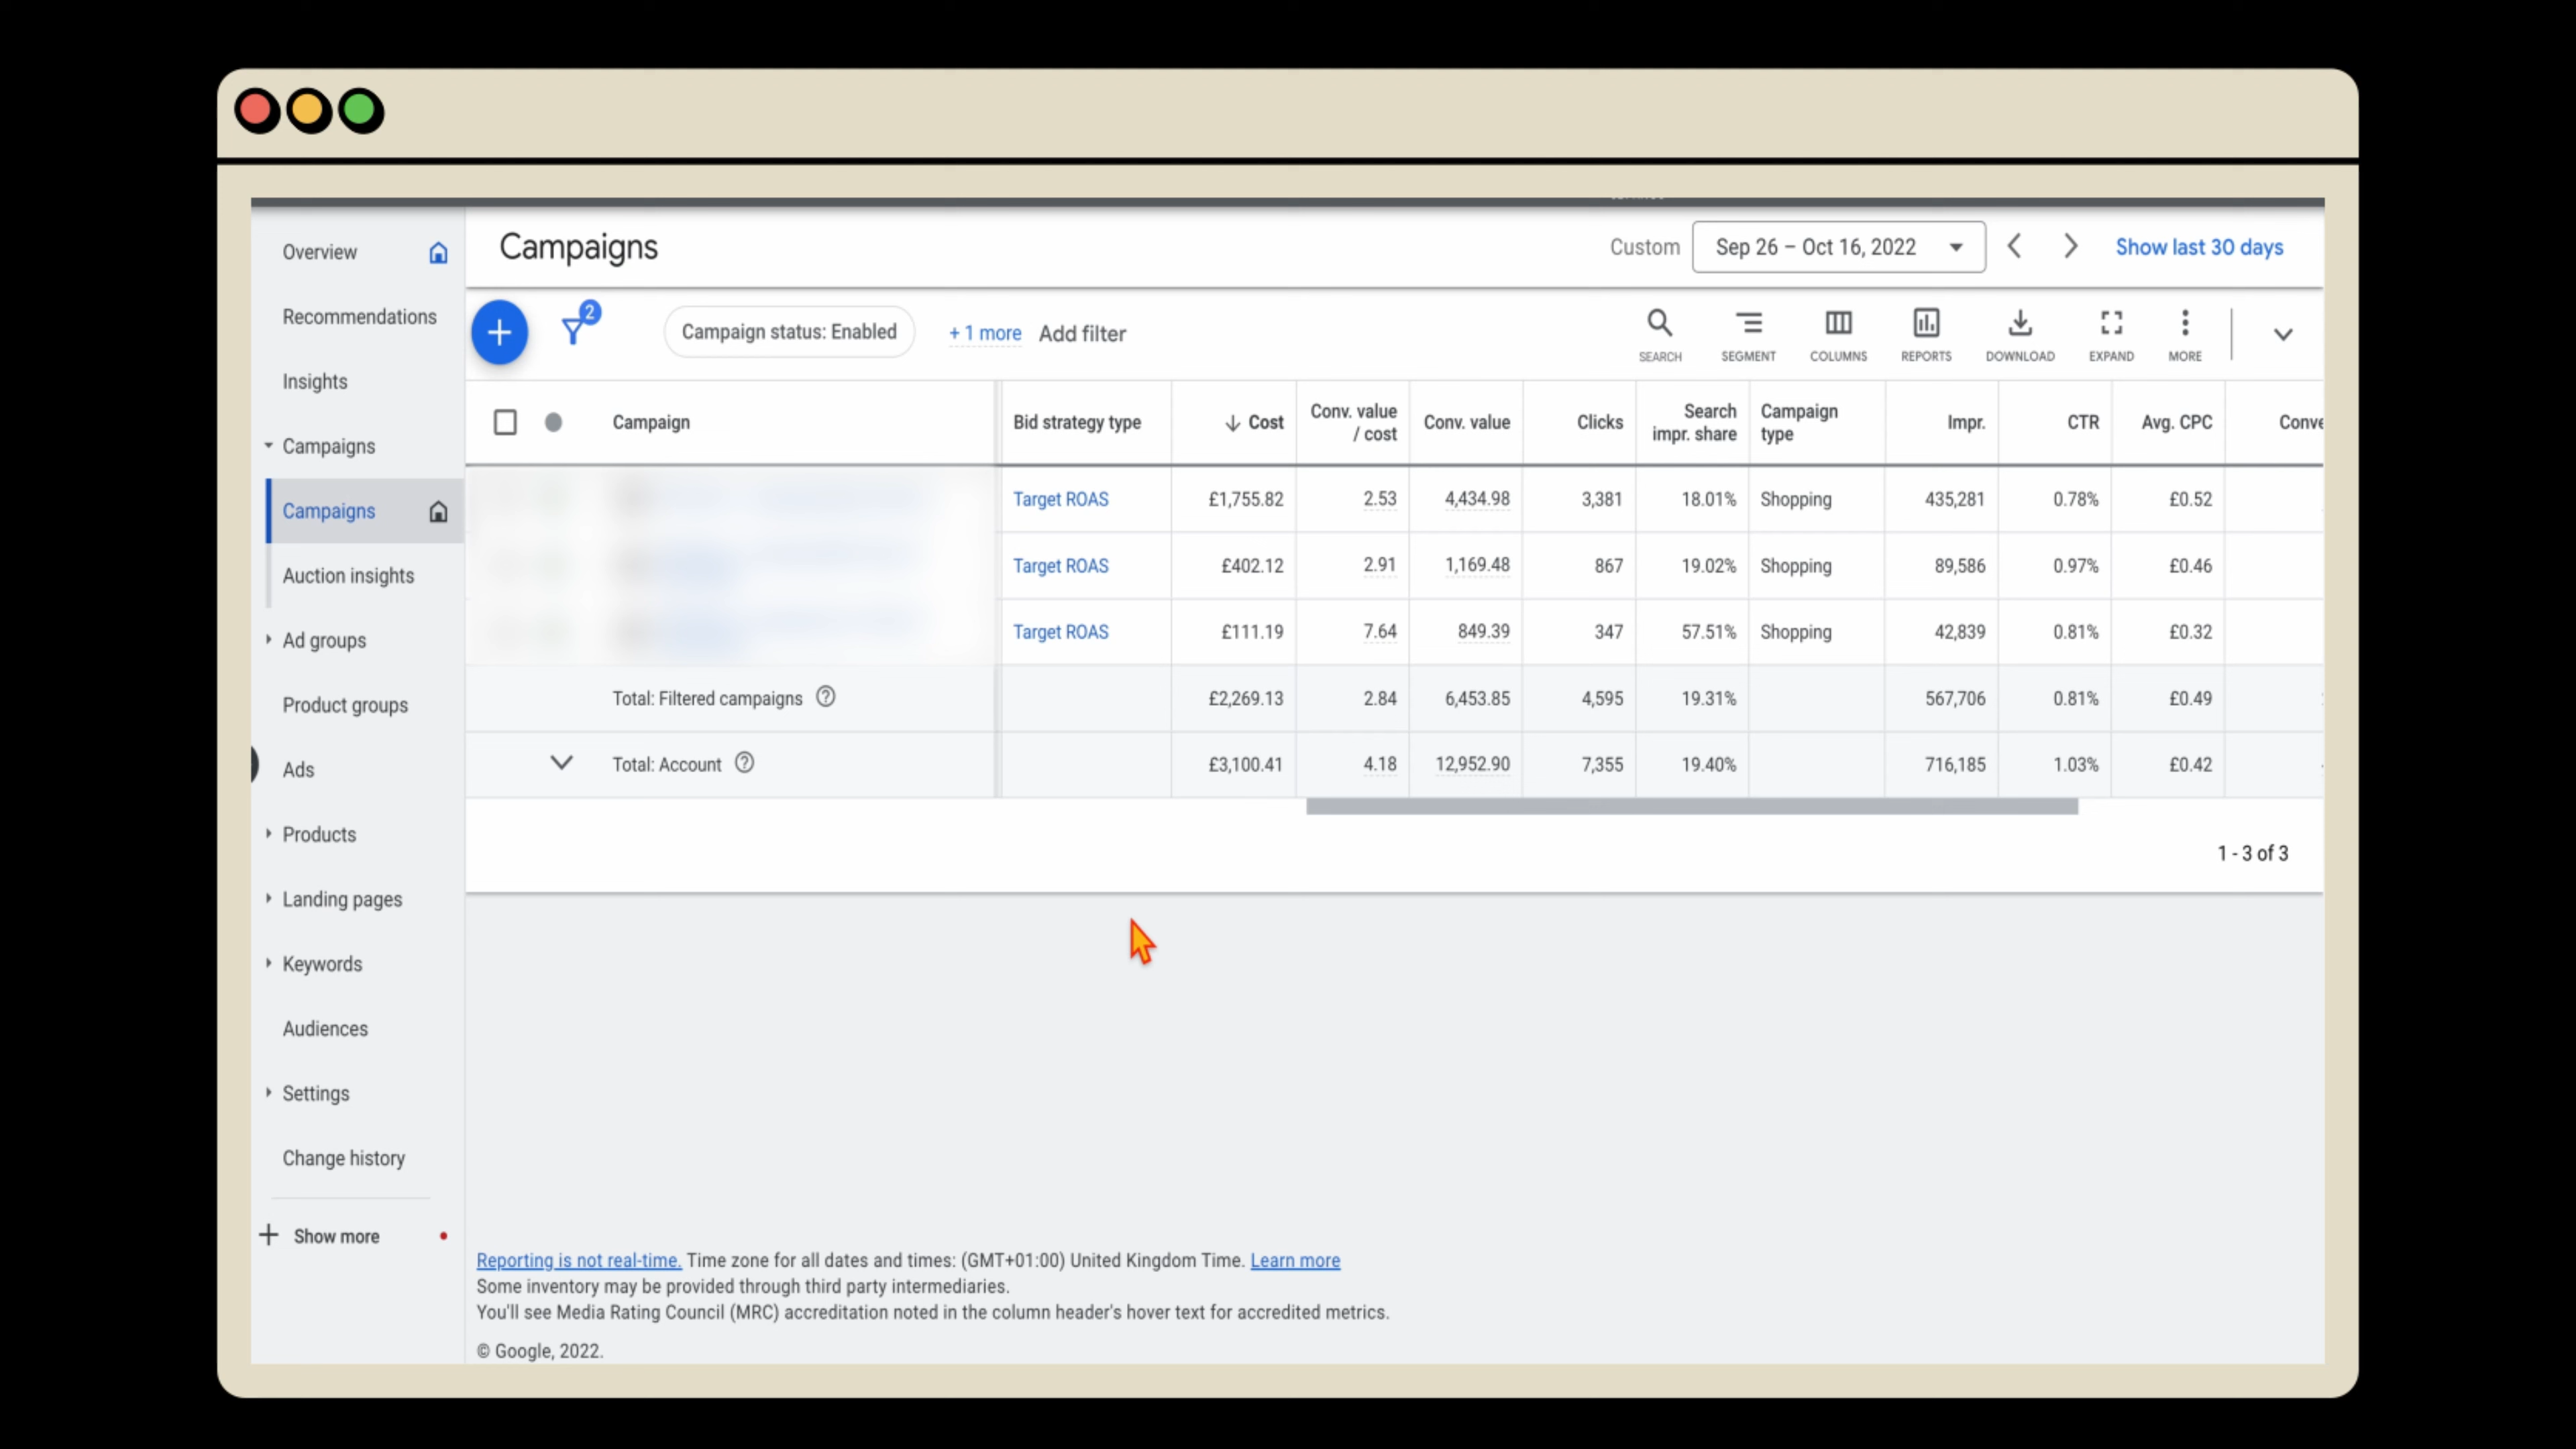 Overview
Recommendations
Insights
Campaigns
Campaigns
Auction insights
Ad groups
Product groups
Ads
Products
Landing pages
Keywords
Audiences
Settings
Change history
Show more
Campaigns
Custom Sep 26 – Oct 16, 2022 Show last 30 days
2
Campaign status: Enabled + 1 more Add filter
SEARCH SEGMENT COLUMNS REPORTS DOWNLOAD EXPAND MORE
Campaign Bid strategy type Cost Conv. value / cost Conv. value Clicks Search impr. share Campaign type Impr. CTR Avg. CPC Conve
Target ROAS £1,755.82 2.53 4,434.98 3,381 18.01% Shopping 435,281 0.78% £0.52
Target ROAS £402.12 2.91 1,169.48 867 19.02% Shopping 89,586 0.97% £0.46
Target ROAS £111.19 7.64 849.39 347 57.51% Shopping 42,839 0.81% £0.32
Total: Filtered campaigns £2,269.13 2.84 6,453.85 4,595 19.31% 567,706 0.81% £0.49
Total: Account £3,100.41 4.18 12,952.90 7,355 19.40% 716,185 1.03% £0.42
1 - 3 of 3
Reporting is not real-time. Time zone for all dates and times: (GMT+01:00) United Kingdom Time. Learn more
Some inventory may be provided through third party intermediaries.
You'll see Media Rating Council (MRC) accreditation noted in the column header's hover text for accredited metrics.
© Google, 2022.